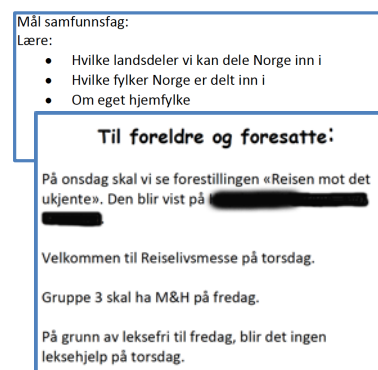 Mål samfunnsfag:
Lære:
• Hvilke landsdeler vi kan dele Norge inn i
• Hvilke fylker Norge er delt inn i
• Om eget hjemfylke
Til foreldre og foresatte:
På onsdag skal vi se forestillingen «Reisen mot det
ukjente». Den blir vist på
Velkommen til Reiselivsmesse på torsdag.
Gruppe 3 skal ha M&H på fredag.
På grunn av leksefri til fredag, blir det ingen
leksehjelp på torsdag.